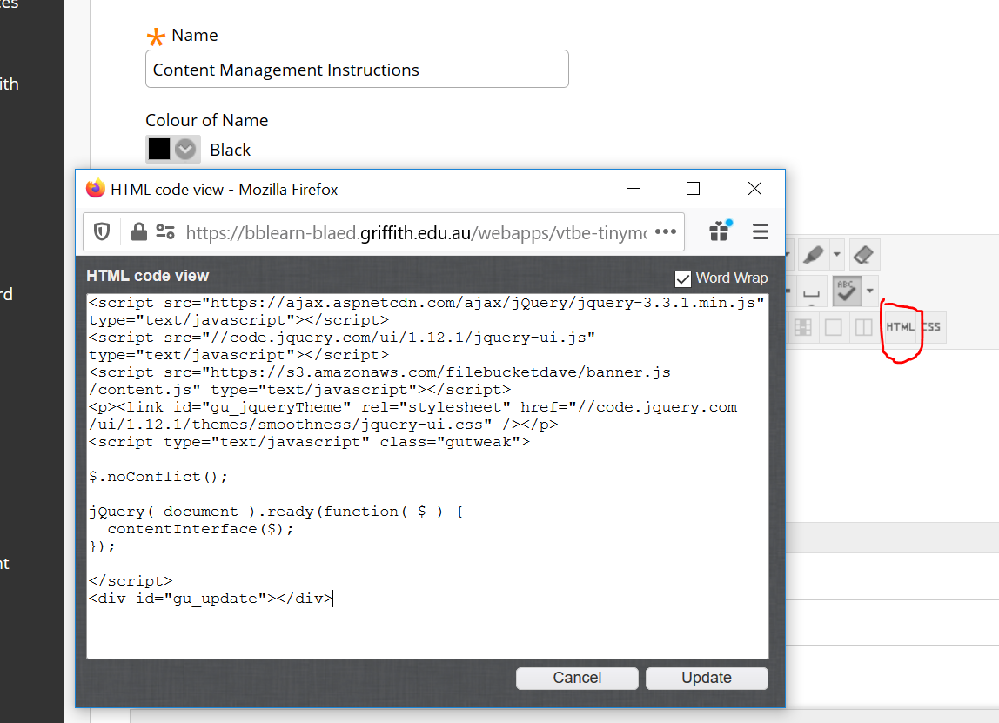 ces
Name
Content Management Instructions
ith
Colour of Name
Black
HTML code view - Mozilla Firefox
https://bblearn-blaed.griffith.edu.au/webapps/vtbe-tinymc
HTML code view
Word Wrap
<script src="https://ajax.aspnetcdn.com/ajax/jQuery/jquery-3.3.1.min.js"
type="text/javascript"></script>
<script src="//code.jquery.com/ui/1.12.1/jquery-ui.js"
type="text/javascript"></script>
<script src="https://s3.amazonaws.com/filebucketdave/banner.js
/content.js" type="text/javascript"></script>
<p><link id="gu_jqueryTheme" rel="stylesheet" href="//code.jquery.com
/ui/1.12.1/themes/smoothness/jquery-ui.css" /></p>
<script type="text/javascript" class="gutweak">
$.noConflict();
jQuery( document ).ready(function( $ ) {
  contentInterface($);
});
</script>
<div id="gu_update"></div>
Cancel
Update
ABC
HTML
CSS
rd
nt